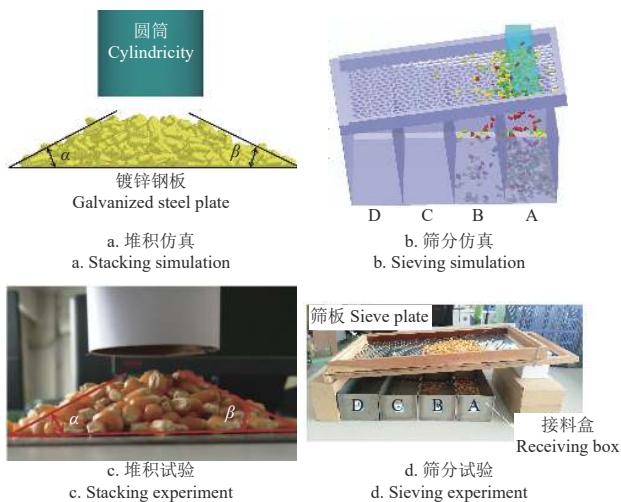 圆筒
Cylindricity
α
β
镀锌钢板
Galvanized steel plate
a. 堆积仿真
a. Stacking simulation
D C B A
b. 筛分仿真
b. Sieving simulation
α
β
c. 堆积试验
c. Stacking experiment
筛板 Sieve plate
D C B A
接料盒
Receiving box
d. 筛分试验
d. Sieving experiment